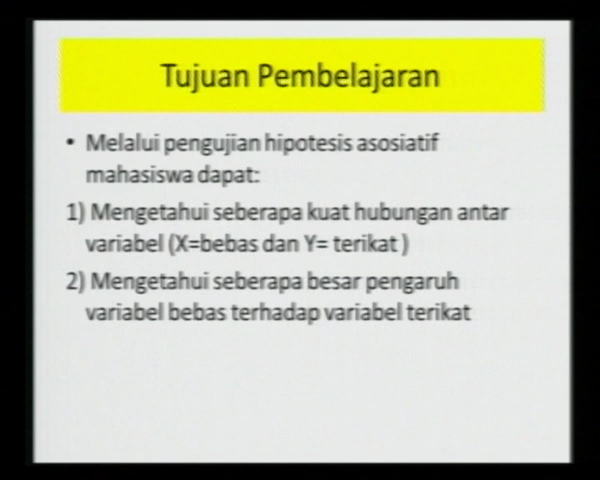 Tujuan Pembelajaran
• Melalui pengujian hipotesis asosiatif
mahasiswa dapat:
1) Mengetahui seberapa kuat hubungan antar
variabel (X=bebas dan Y= terikat )
2) Mengetahui seberapa besar pengaruh
variabel bebas terhadap variabel terikat